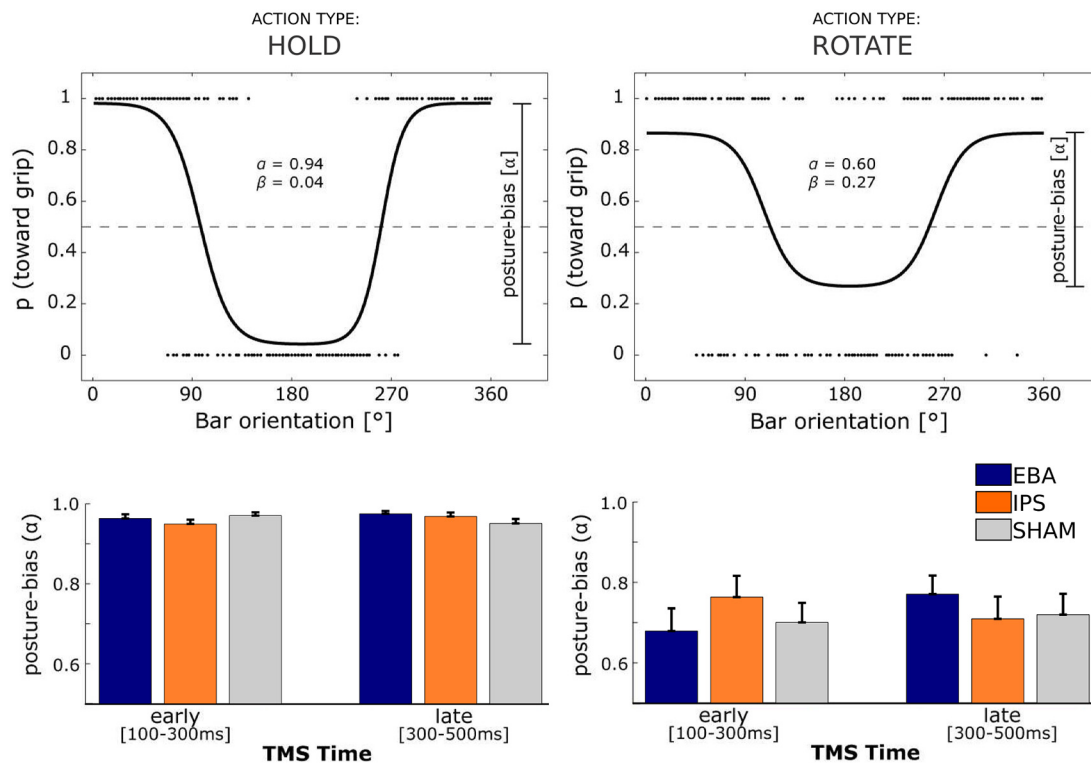 ACTION TYPE:
HOLD
ACTION TYPE:
ROTATE
p (toward grip)
1
0.8
0.6
0.4
0.2
0
α = 0.94
β = 0.04
posture-bias [α]
0 90 180 270 360
Bar orientation [°]
p (toward grip)
1
0.8
0.6
0.4
0.2
0
α = 0.60
β = 0.27
posture-bias [α]
0 90 180 270 360
Bar orientation [°]
EBA
IPS
SHAM
posture-bias (α)
1.0
0.8
0.6
early
[100-300ms]
late
[300-500ms]
TMS Time
posture-bias (α)
1.0
0.8
0.6
early
[100-300ms]
late
[300-500ms]
TMS Time